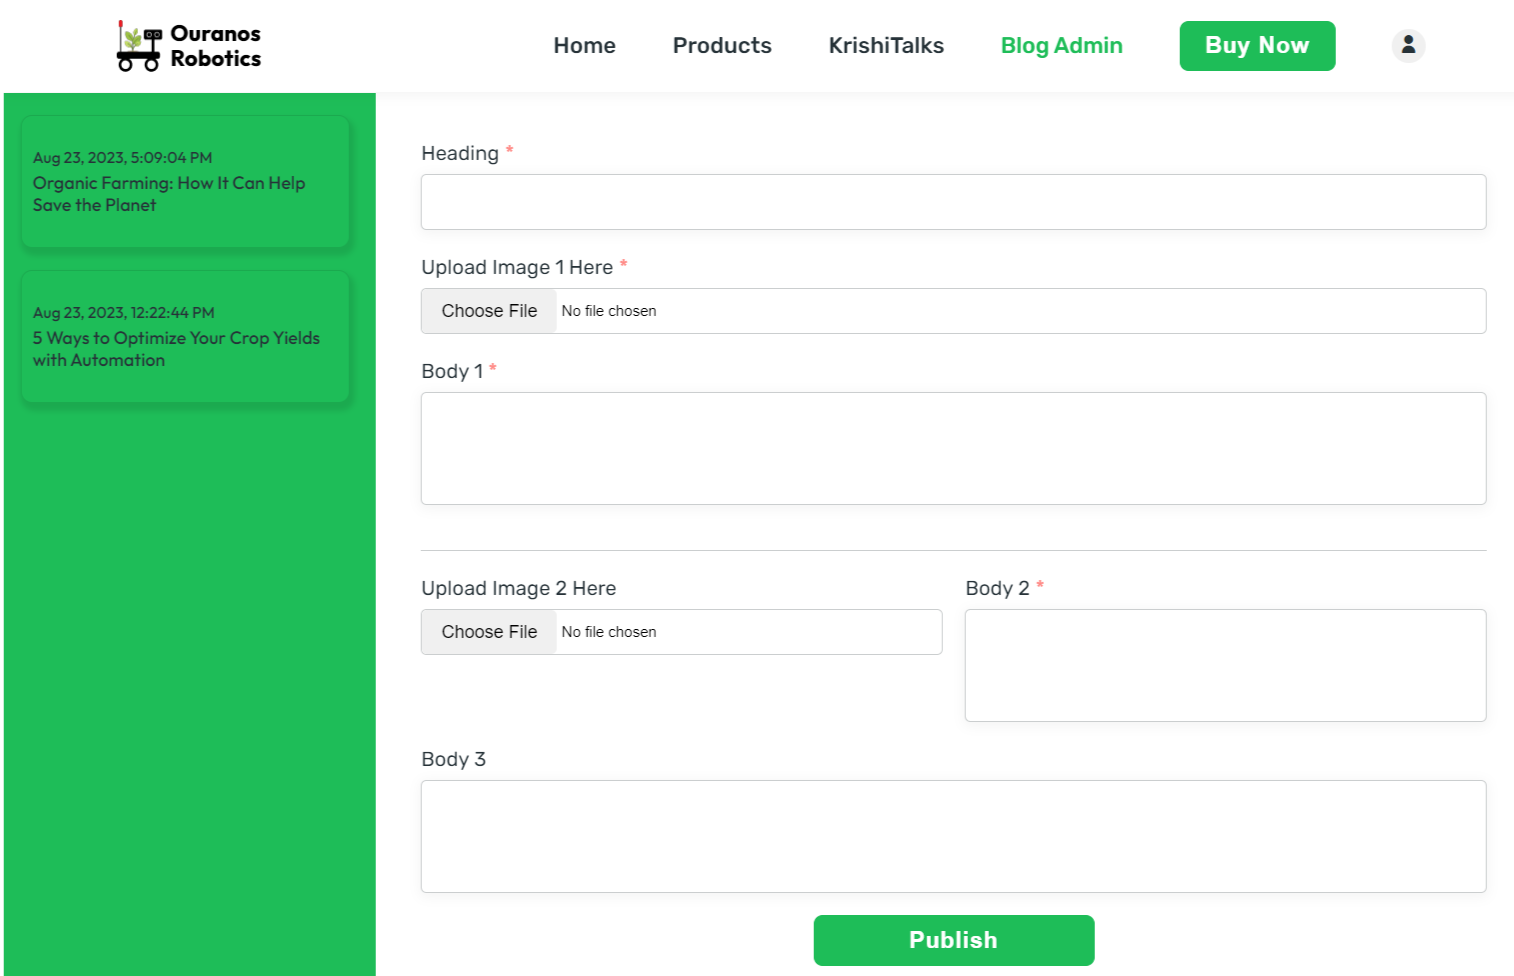 Ouranos
Robotics
Home Products KrishiTalks Blog Admin Buy Now
Aug 23, 2023, 5:09:04 PM
Organic Farming: How It Can Help
Save the Planet
Aug 23, 2023, 12:22:44 PM
5 Ways to Optimize Your Crop Yields
with Automation
Heading *
Upload Image 1 Here *
Choose File No file chosen
Body 1 *
Upload Image 2 Here
Choose File No file chosen
Body 2 *
Body 3
Publish